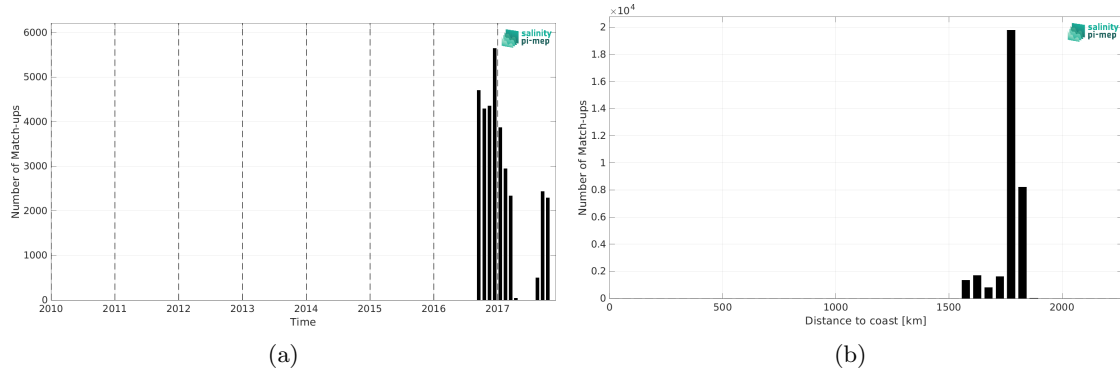 6000
5000
4000
3000
2000
1000
0
Number of Match-ups
2010 2011 2012 2013 2014 2015 2016 2017
Time
salinity
pi-mep
(a)
×10⁴
2
1.8
1.6
1.4
1.2
1
0.8
0.6
0.4
0.2
0
Number of Match-ups
0 500 1000 1500 2000
Distance to coast [km]
salinity
pi-mep
(b)